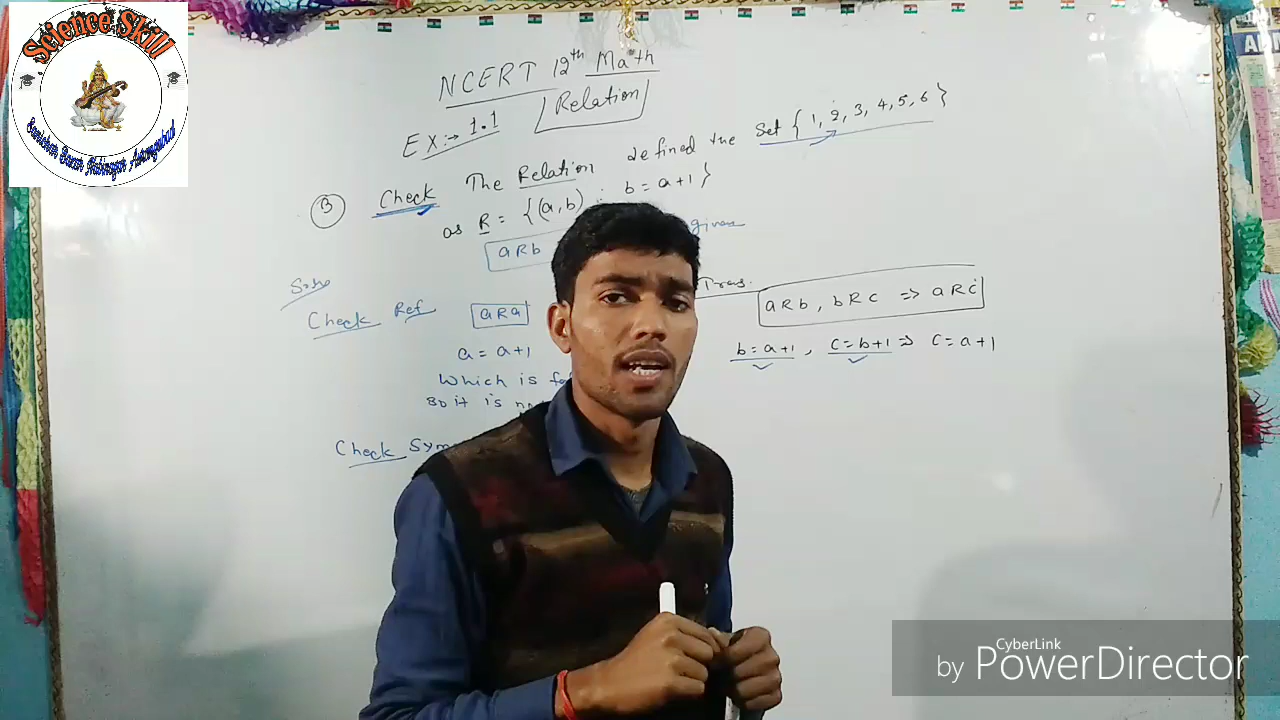 Science Skill
NCERT 12th Math
Ex:→ 1.1
Relation
3 Check The Relation defined the Set { 1, 2, 3, 4, 5, 6 }
as R = {(a,b) : b = a+1}
aRb given
Soln
Check Ref aRa
a = a+1
Which is
So it is
Check Sym
Trans.
aRb, bRc => aRc
b = a+1, c = b+1 => c = a+1
CyberLink
by PowerDirector